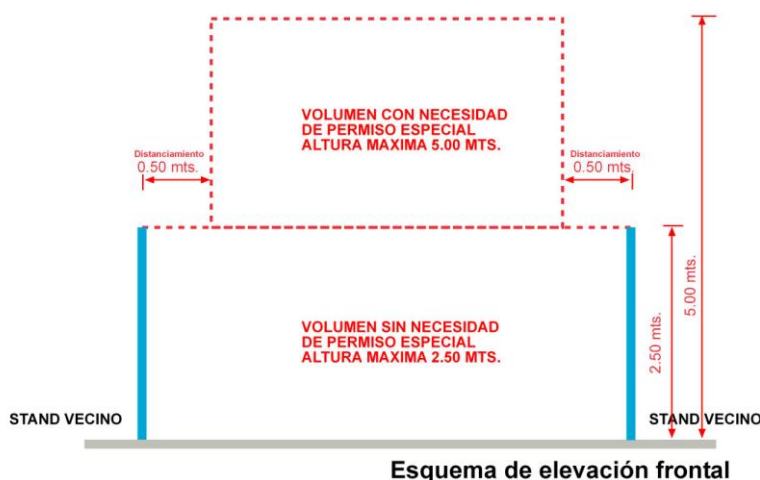 VOLUMEN CON NECESIDAD
DE PERMISO ESPECIAL
ALTURA MAXIMA 5.00 MTS.
Distanciamiento
0.50 mts.
Distanciamiento
0.50 mts.
5.00 mts.
2.50 mts.
VOLUMEN SIN NECESIDAD
DE PERMISO ESPECIAL
ALTURA MAXIMA 2.50 MTS.
STAND VECINO
STAND VECINO
Esquema de elevación frontal